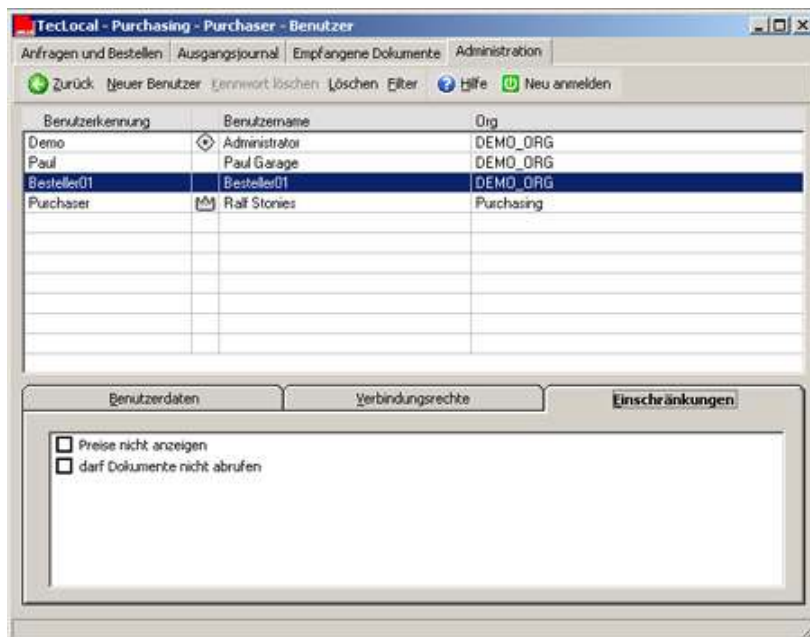 TecLocal - Purchasing - Purchaser - Benutzer
Anfragen und Bestellen Ausgangsjournal Empfangene Dokumente Administration
Zurück Neuer Benutzer Kennwort löschen Löschen Filter Hilfe Neu anmelden
Benutzerkennung Benutzername Org
Demo Administrator DEMO_ORG
Paul Paul Garage DEMO_ORG
Besteller01 Besteller01 DEMO_ORG
Purchaser Ralf Stonies Purchasing
Benutzerdaten Verbindungsrechte Einschränkungen
Preise nicht anzeigen
darf Dokumente nicht abrufen